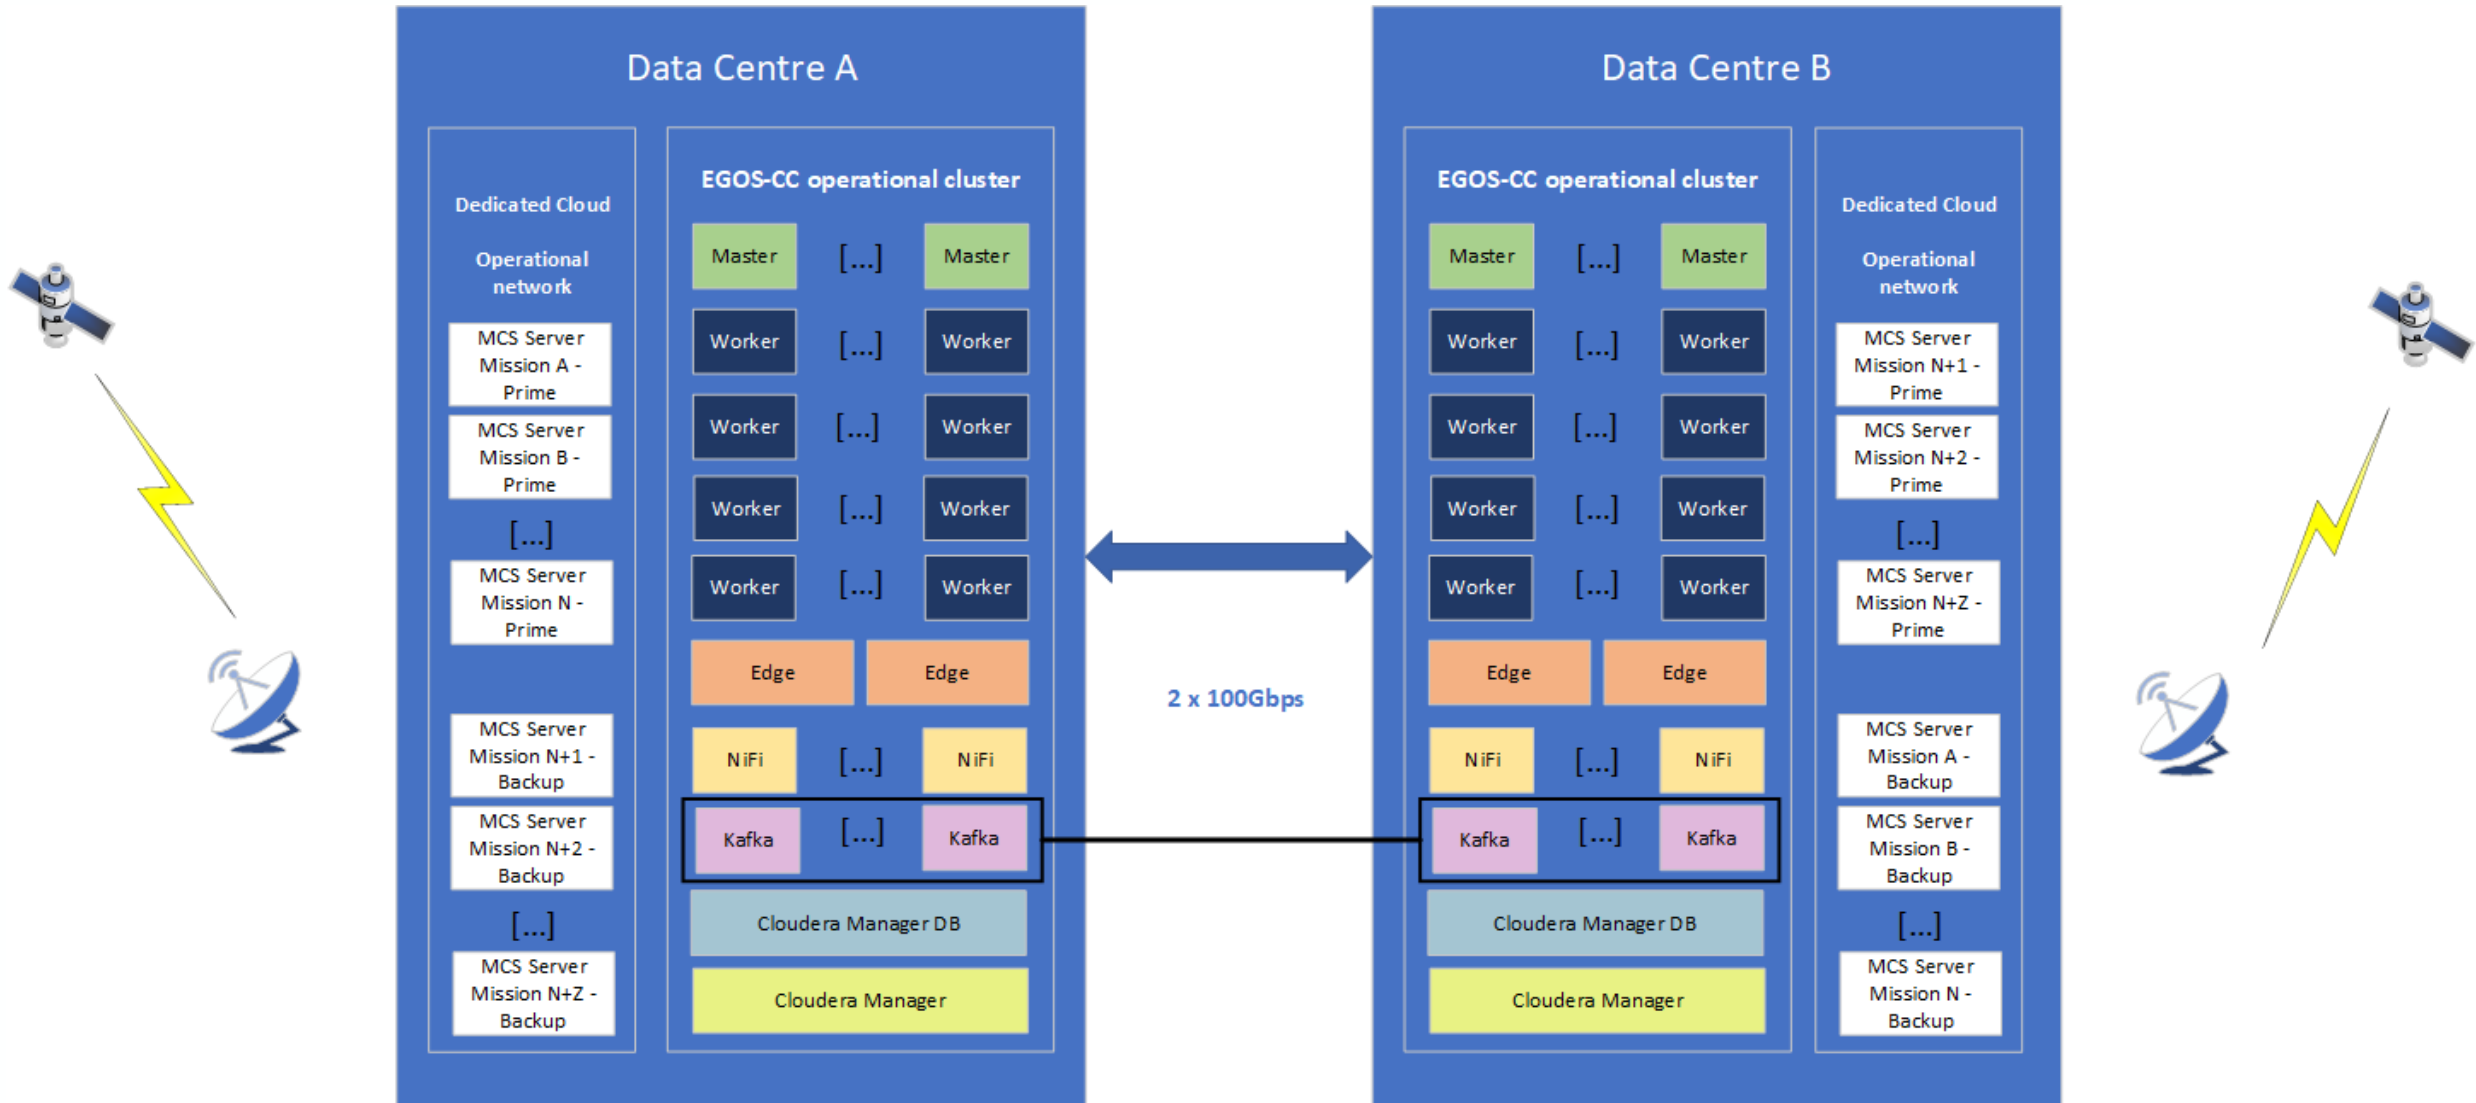 Data Centre A
Dedicated Cloud
Operational
network
MCS Server
Mission A -
Prime
MCS Server
Mission B -
Prime
[...]
MCS Server
Mission N -
Prime
MCS Server
Mission N+1 -
Backup
MCS Server
Mission N+2 -
Backup
[...]
MCS Server
Mission N+Z -
Backup
EGOS-CC operational cluster
Master [...] Master
Worker [...] Worker
Worker [...] Worker
Worker [...] Worker
Worker [...] Worker
Edge Edge
NiFi [...] NiFi
Kafka [...] Kafka
Cloudera Manager DB
Cloudera Manager
2 x 100Gbps
Data Centre B
EGOS-CC operational cluster
Master [...] Master
Worker [...] Worker
Worker [...] Worker
Worker [...] Worker
Worker [...] Worker
Edge Edge
NiFi [...] NiFi
Kafka [...] Kafka
Cloudera Manager DB
Cloudera Manager
Dedicated Cloud
Operational
network
MCS Server
Mission N+1 -
Prime
MCS Server
Mission N+2 -
Prime
[...]
MCS Server
Mission N+Z -
Prime
MCS Server
Mission A -
Backup
MCS Server
Mission B -
Backup
[...]
MCS Server
Mission N -
Backup